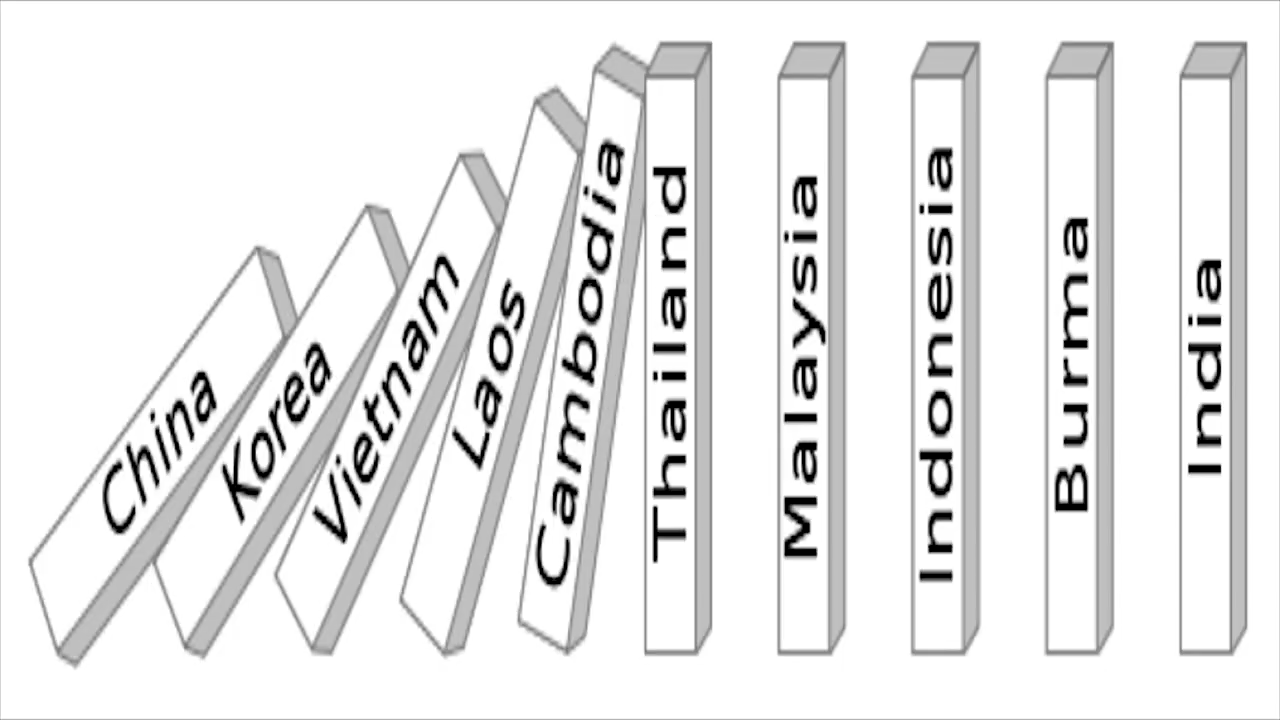 China
Korea
Vietnam
Laos
Cambodia
Thailand
Malaysia
Indonesia
Burma
India